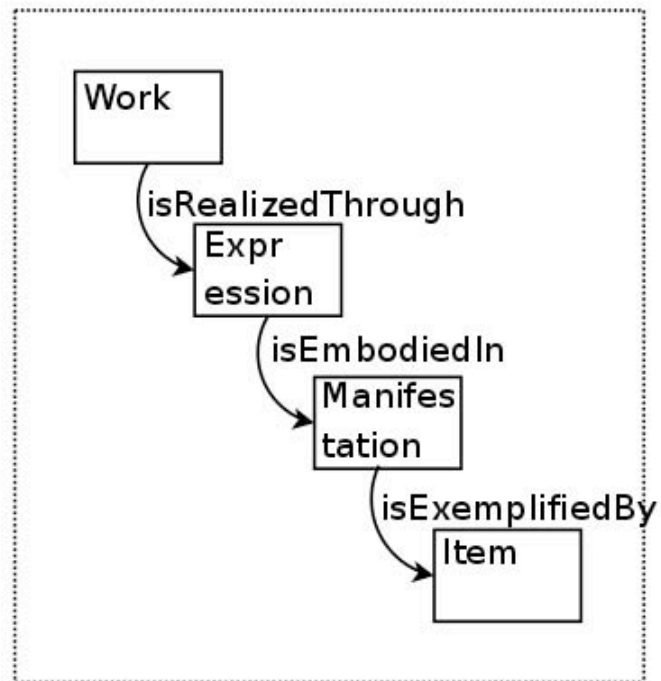 Work
isRealizedThrough
Expr
ession
isEmbodiedIn
Manifes
tation
isExemplifiedBy
Item